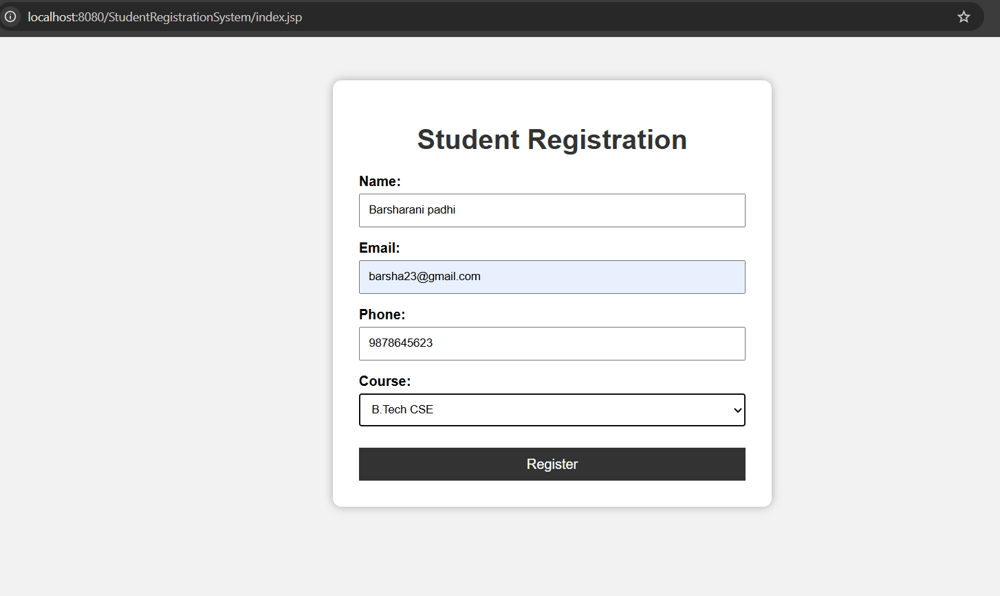 localhost:8080/StudentRegistrationSystem/index.jsp
Student Registration
Name:
Barsharani padhi
Email:
barsha23@gmail.com
Phone:
9878645623
Course:
B.Tech CSE
Register